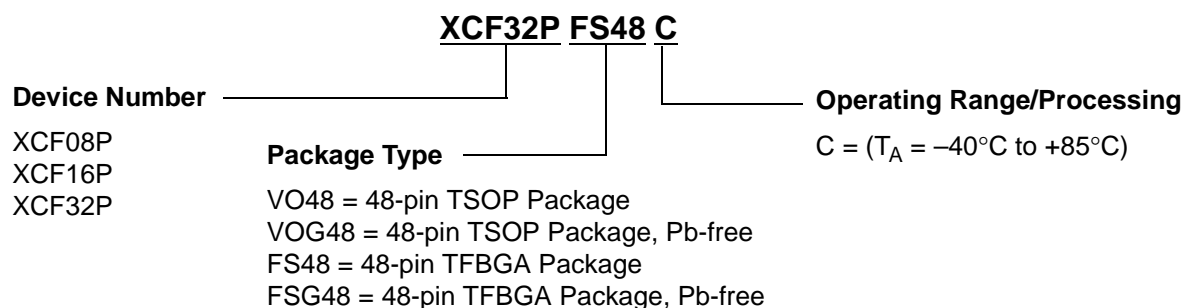 XCF32P FS48 C
Device Number
XCF08P
XCF16P
XCF32P
Package Type
VO48 = 48-pin TSOP Package
VOG48 = 48-pin TSOP Package, Pb-free
FS48 = 48-pin TFBGA Package
FSG48 = 48-pin TFBGA Package, Pb-free
Operating Range/Processing
C = (TA = –40°C to +85°C)